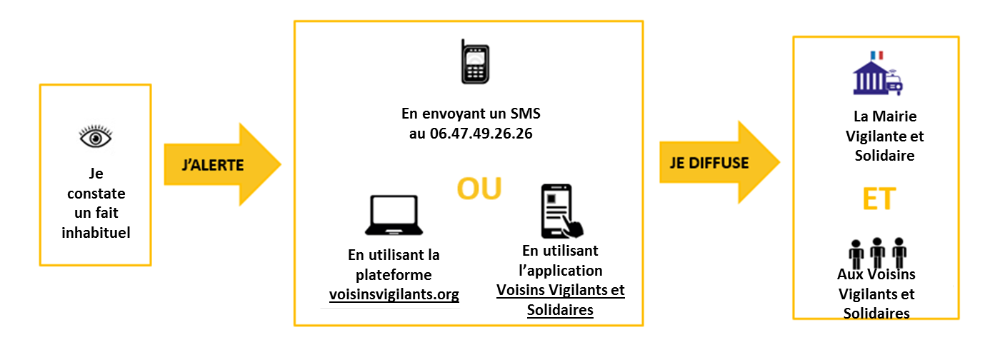 Je
constate
un fait
inhabituel
J'ALERTE
En envoyant un SMS
au 06.47.49.26.26
OU
En utilisant la
plateforme
voisinsvigilants.org
En utilisant
l'application
Voisins Vigilants et
Solidaires
JE DIFFUSE
La Mairie
Vigilante et
Solidaire
ET
Aux Voisins
Vigilants et
Solidaires